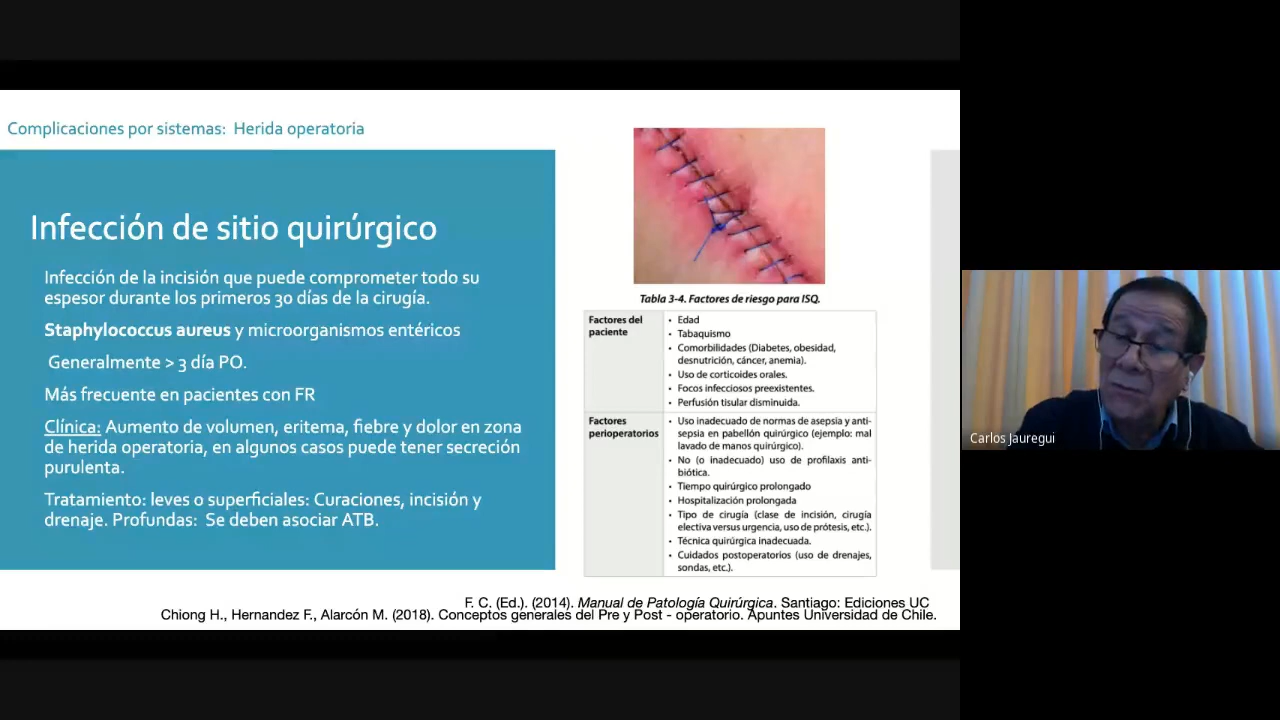 Complicaciones por sistemas: Herida operatoria
Infección de sitio quirúrgico
Infección de la incisión que puede comprometer todo su
espesor durante los primeros 30 días de la cirugía.
Staphylococcus aureus y microorganismos entéricos
Generalmente > 3 día PO.
Más frecuente en pacientes con FR
Clínica: Aumento de volumen, eritema, fiebre y dolor en zona
de herida operatoria, en algunos casos puede tener secreción
purulenta.
Tratamiento: leves o superficiales: Curaciones, incisión y
drenaje. Profundas: Se deben asociar ATB.
Tabla 3-4. Factores de riesgo para ISQ.
Factores del
paciente
• Edad
• Tabaquismo
• Comorbilidades (Diabetes, obesidad,
desnutrición, cáncer, anemia).
• Uso de corticoides orales.
• Focos infecciosos preexistentes.
• Perfusión tisular disminuida.
Factores
perioperatorios
• Uso inadecuado de normas de asepsia y anti-
sepsia en pabellón quirúrgico (ejemplo: mal
lavado de manos quirúrgico).
• No (o inadecuado) uso de profilaxis anti-
biótica.
• Tiempo quirúrgico prolongado
• Hospitalización prolongada
• Tipo de cirugía (clase de incisión, cirugía
electiva versus urgencia, uso de prótesis, etc.).
• Técnica quirúrgica inadecuada.
• Cuidados postoperatorios (uso de drenajes,
sondas, etc.).
F. C. (Ed.). (2014). Manual de Patología Quirúrgica. Santiago: Ediciones UC
Chiong H., Hernandez F., Alarcón M. (2018). Conceptos generales del Pre y Post - operatorio. Apuntes Universidad de Chile.
Carlos Jauregui